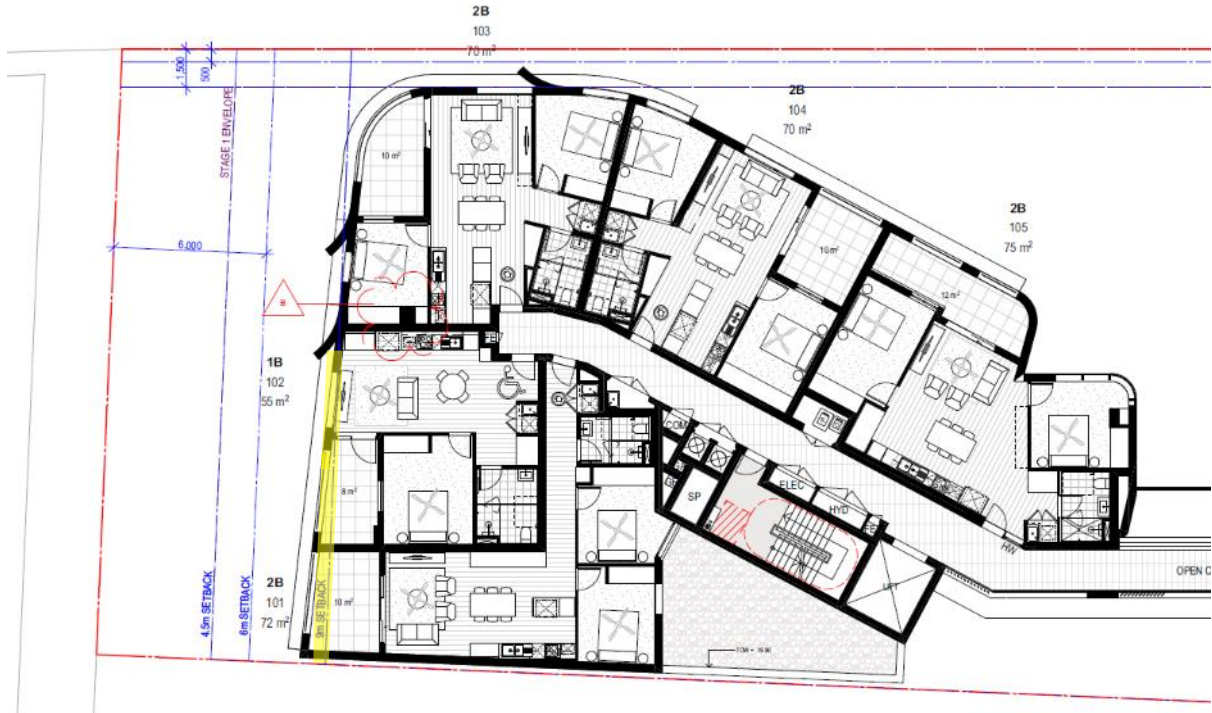 2B
103
70 m²
1,500
500
STAGE 1 ENVELOPE
2B
104
70 m²
10 m²
2B
105
75 m²
10 m²
12 m²
6,000
B
1B
102
55 m²
COM
ELEC
HYD
SP
FE
8 m²
HW
LIFT
OPEN C
2B
101
72 m²
10 m²
4.5m SETBACK
6m SETBACK
9m SETBACK